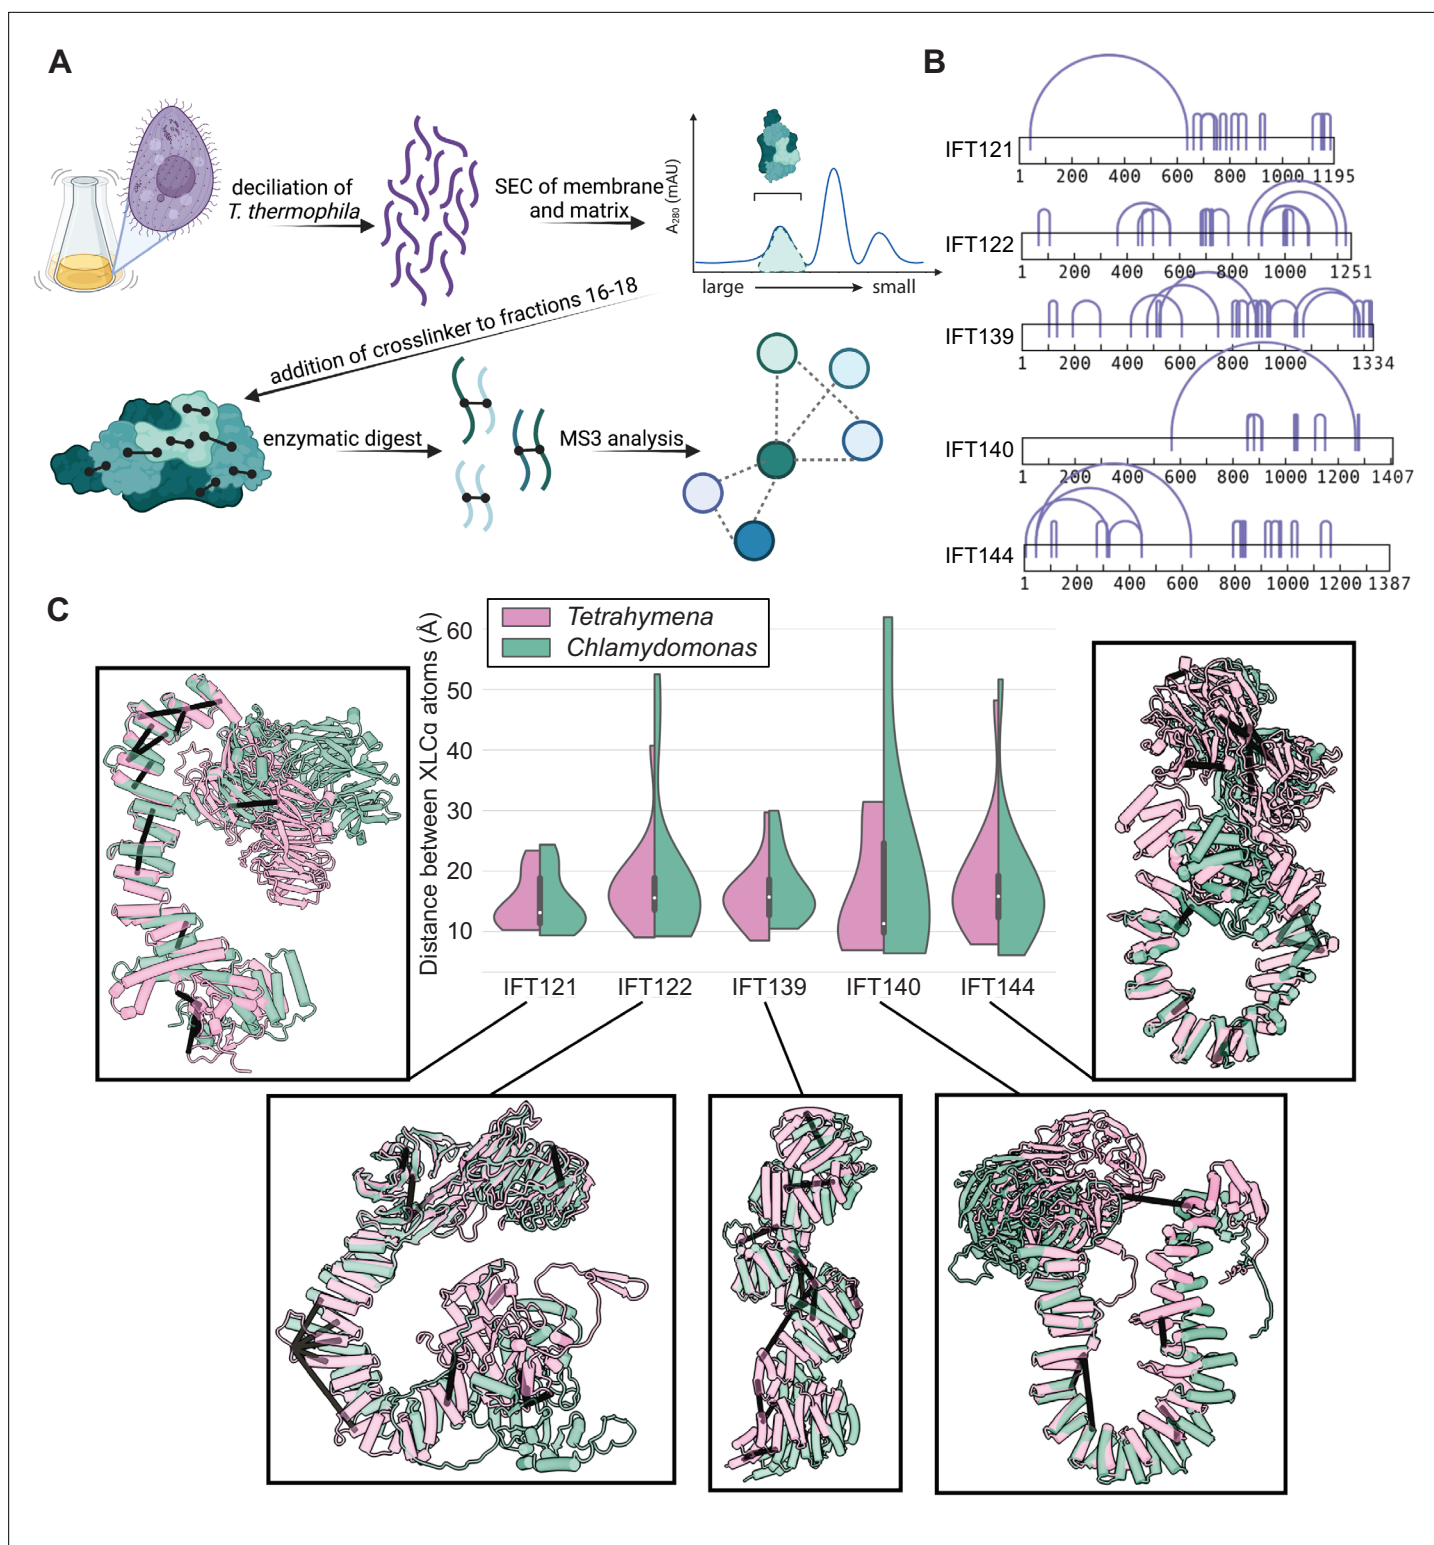 A
deciliation of
T. thermophila
SEC of membrane
and matrix
A280 (mAU)
large
small
addition of crosslinker to fractions 16-18
enzymatic digest
MS3 analysis
B
IFT121
1 200 400 600 800 1000 1195
IFT122
1 200 400 600 800 1000 1251
IFT139
1 200 400 600 800 1000 1334
IFT140
1 200 400 600 800 1000 1200 1407
IFT144
1 200 400 600 800 1000 1200 1387
C
Tetrahymena
Chlamydomonas
Distance between XLCα atoms (Å)
60
50
40
30
20
10
IFT121 IFT122 IFT139 IFT140 IFT144